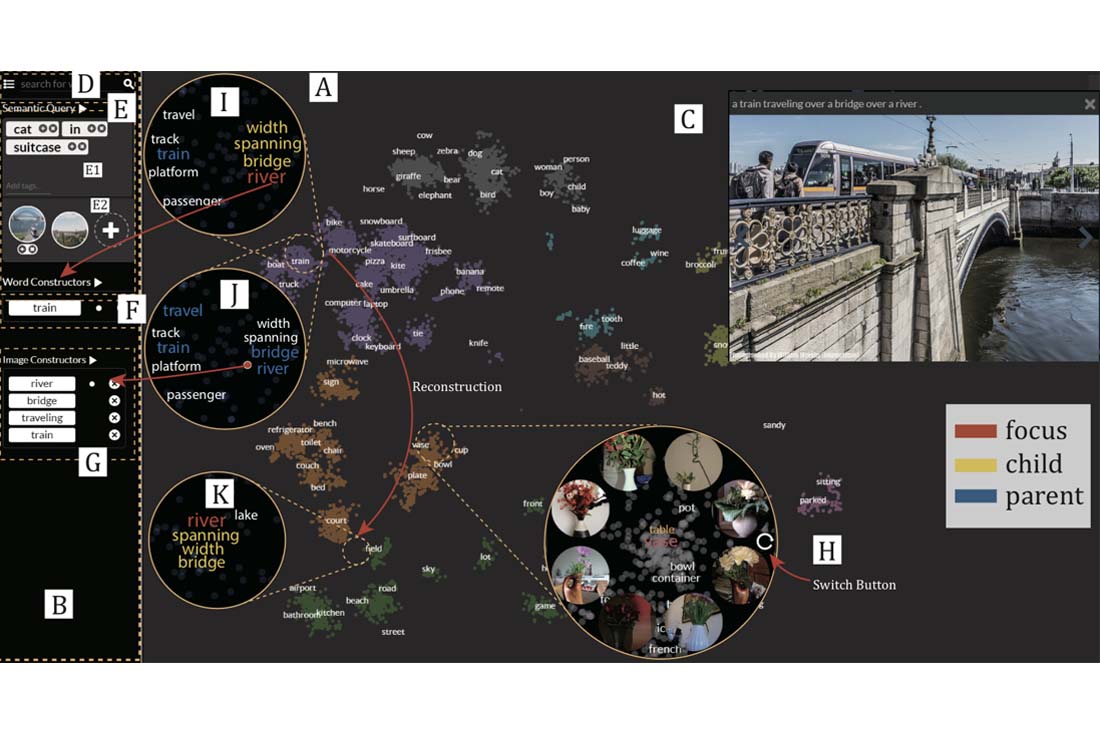 D
search for
E
Semantic Query
cat
in
suitcase
E1
Add tags...
E2
Word Constructors
train
F
Image Constructors
river
bridge
traveling
train
G
B
I
travel
track
train
platform
passenger
width
spanning
bridge
river
J
travel
track
train
platform
passenger
width
spanning
bridge
river
K
river
lake
spanning
width
bridge
A
cow
sheep
zebra
dog
giraffe
bear
cat
horse
elephant
bird
woman
person
boy
child
baby
bike
snowboard
surfboard
motorcycle
skateboard
frisbee
boat
train
pizza
kite
truck
cake
umbrella
banana
phone
remote
computer
laptop
tie
clock
keyboard
knife
microwave
sign
Reconstruction
bench
refrigerator
toilet
oven
chair
couch
bed
vase
cup
bowl
plate
court
field
front
lot
sky
airport
road
beach
bathroom
kitchen
street
game
luggage
wine
coffee
broccoli
fire
tooth
little
baseball
teddy
hot
sandy
sitting
parked
C
a train traveling over a bridge over a river .
focus
child
parent
pot
table
vase
bowl
container
french
H
Switch Button